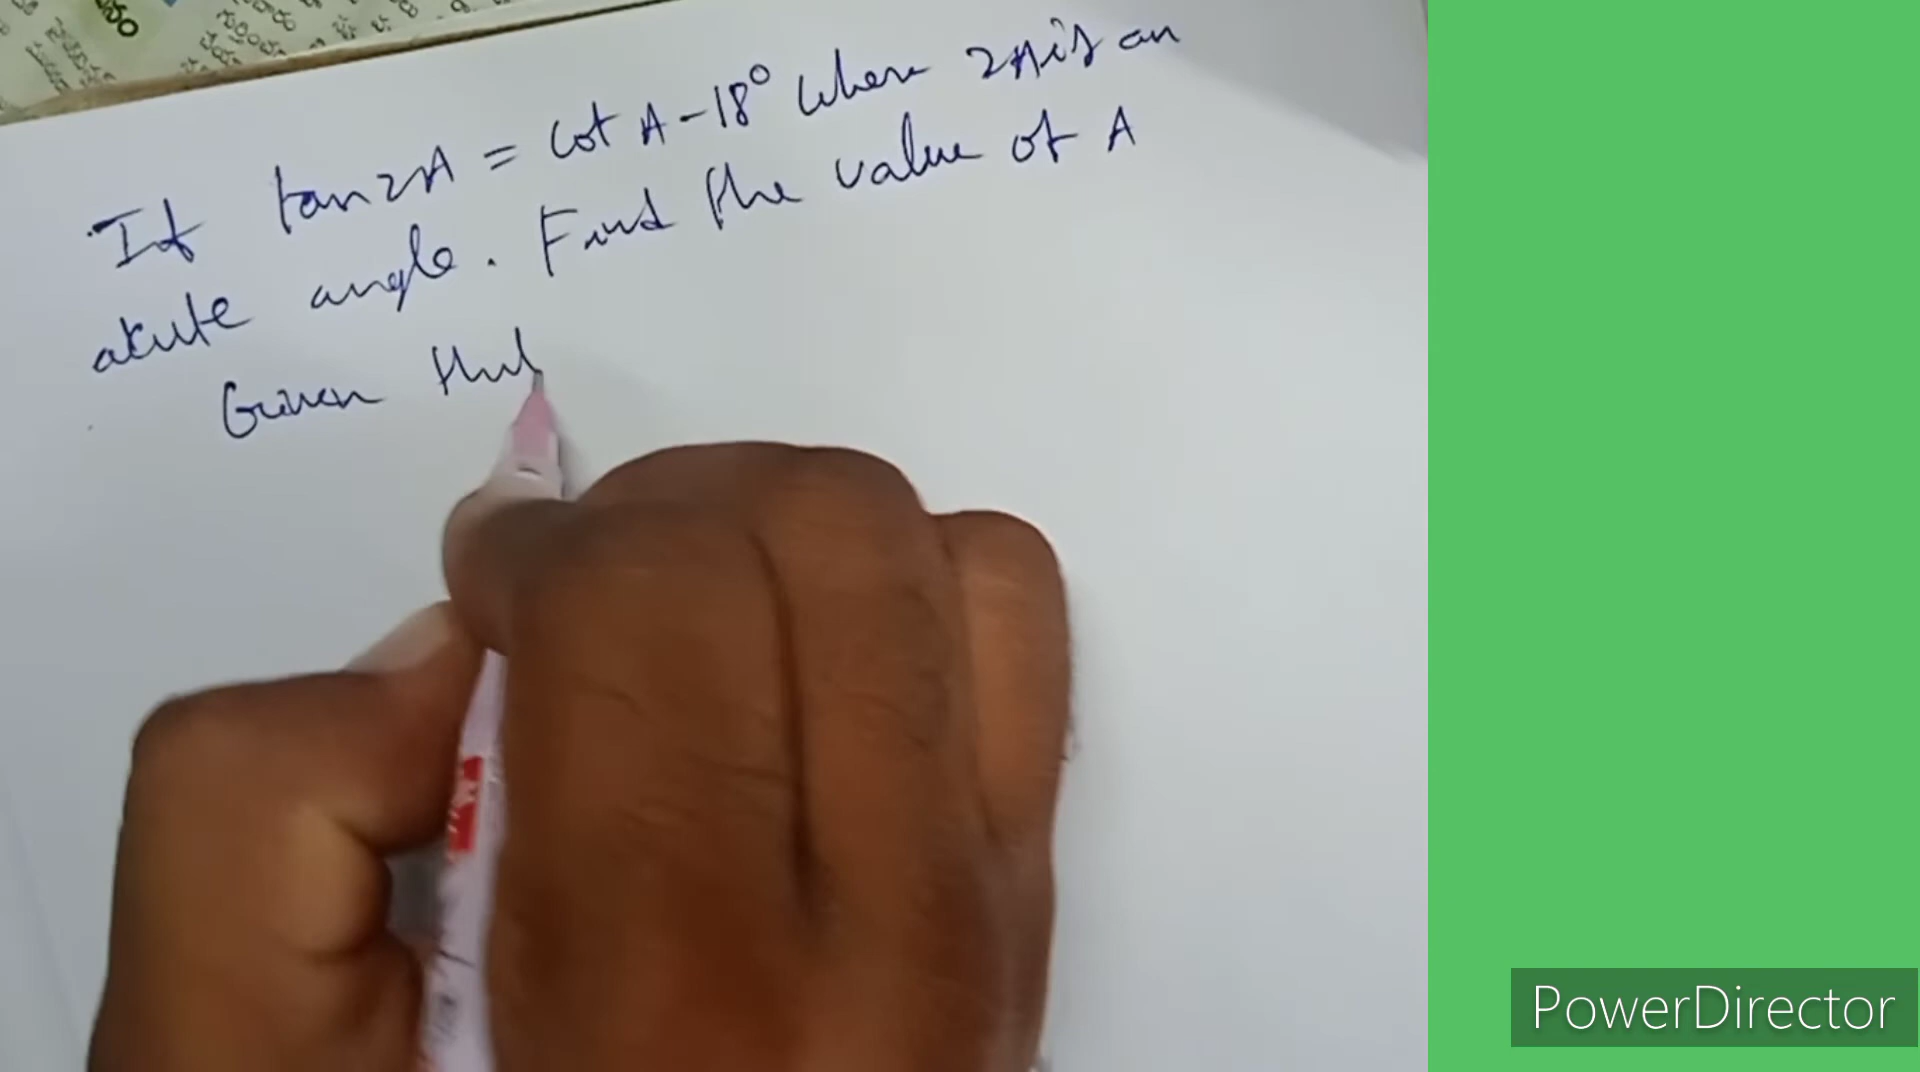 If tan2A = cot A-18° where 2A is an
acute angle. Find the value of A
Given that
PowerDirector